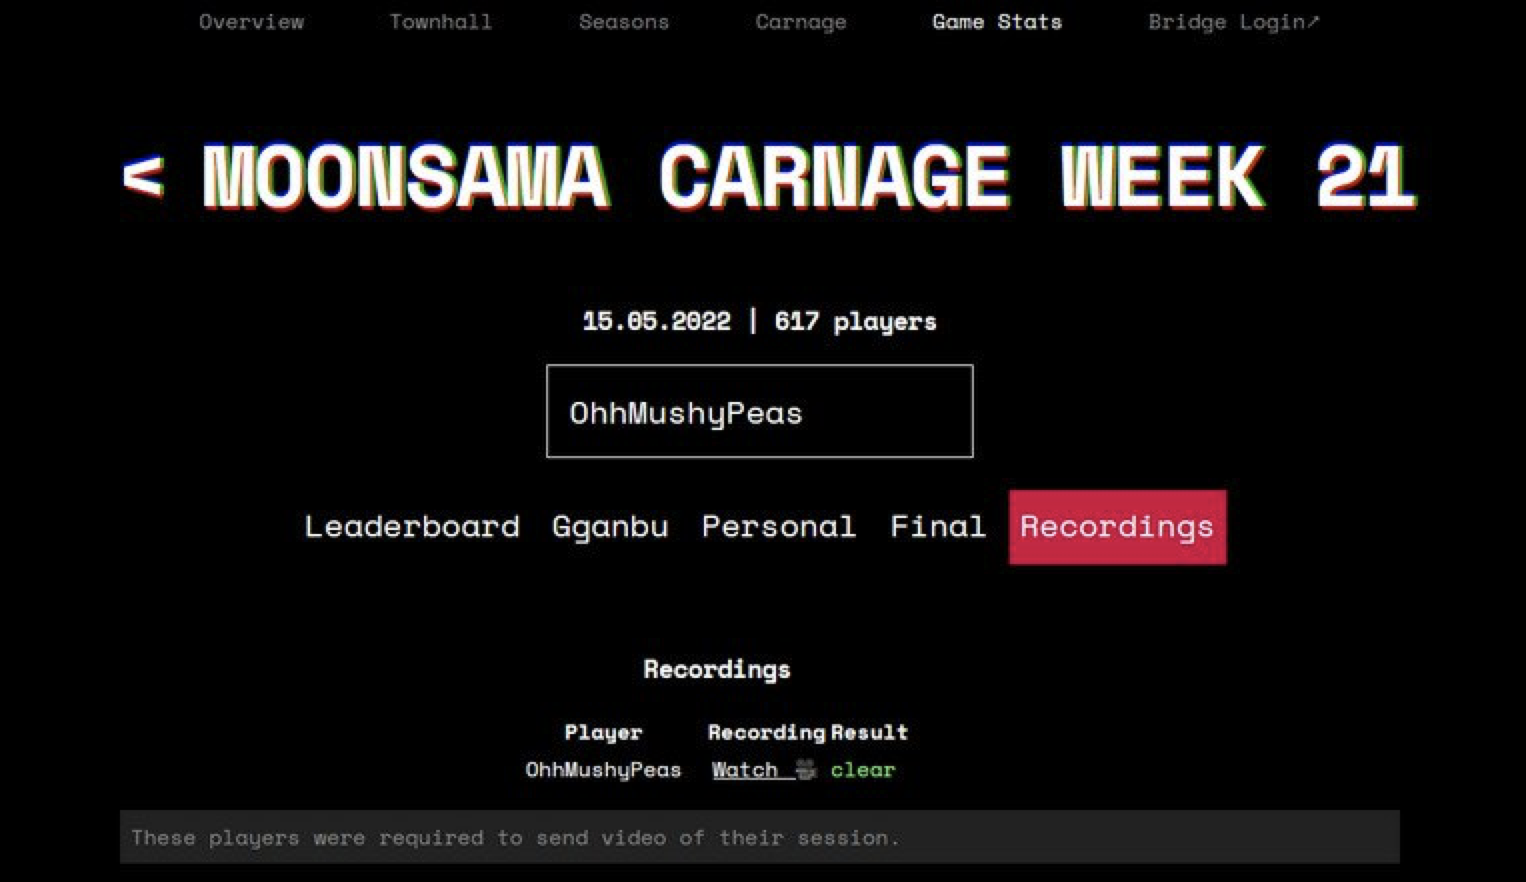 Overview Townhall Seasons Carnage Game Stats Bridge Login↗
< MOONSAMA CARNAGE WEEK 21
15.05.2022 | 617 players
OhhMushyPeas
Leaderboard Gganbu Personal Final Recordings
Recordings
Player Recording Result
OhhMushyPeas Watch 🎥 clear
These players were required to send video of their session.